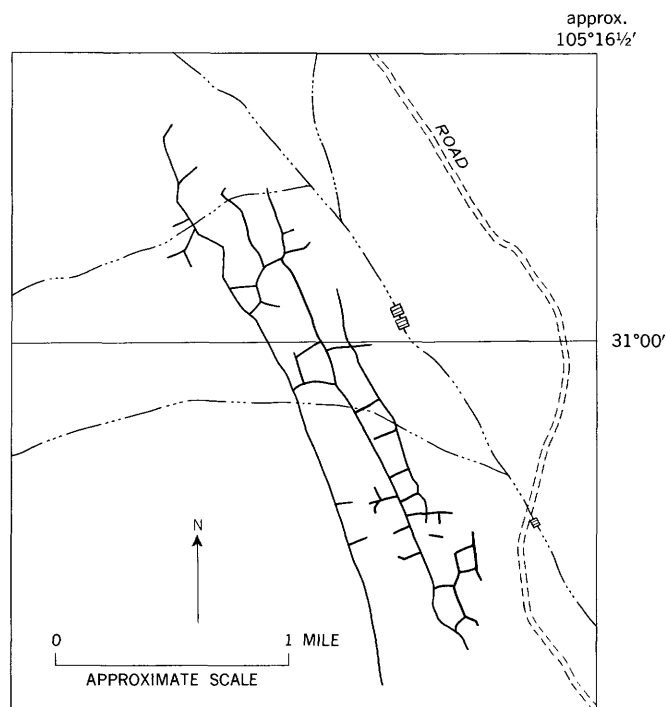 approx.
105°16½′
ROAD
31°00′
N
0 1 MILE
APPROXIMATE SCALE